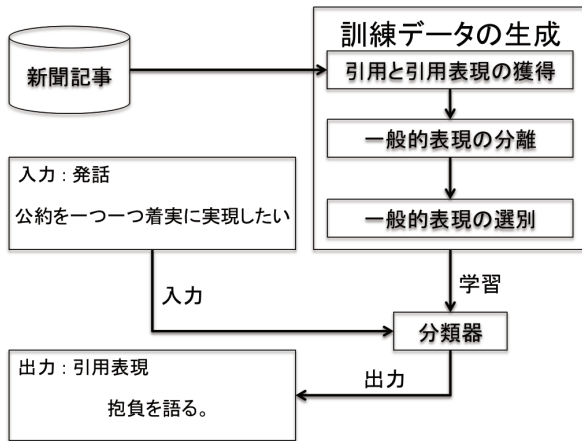 訓練データの生成
新聞記事
引用と引用表現の獲得
一般的表現の分離
一般的表現の選別
入力:発話
公約を一つ一つ着実に実現したい
入力
学習
分類器
出力
出力:引用表現
抱負を語る。